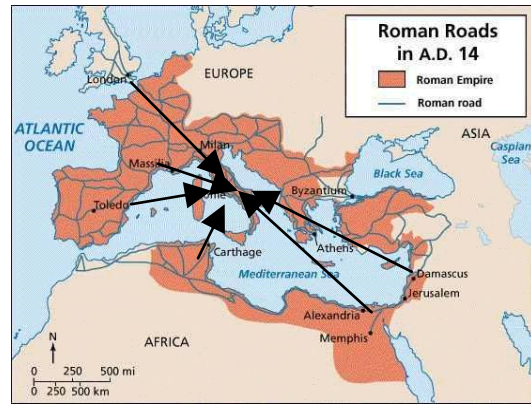 Roman Roads
in A.D. 14
Roman Empire
Roman road
EUROPE
London
ATLANTIC
OCEAN
ASIA
Caspian
Sea
Milan
Massilia
Black Sea
Byzantium
Toledo
Athens
Carthage
Mediterranean Sea
Damascus
Jerusalem
Alexandria
Memphis
AFRICA
N
0 250 500 mi
0 250 500 km